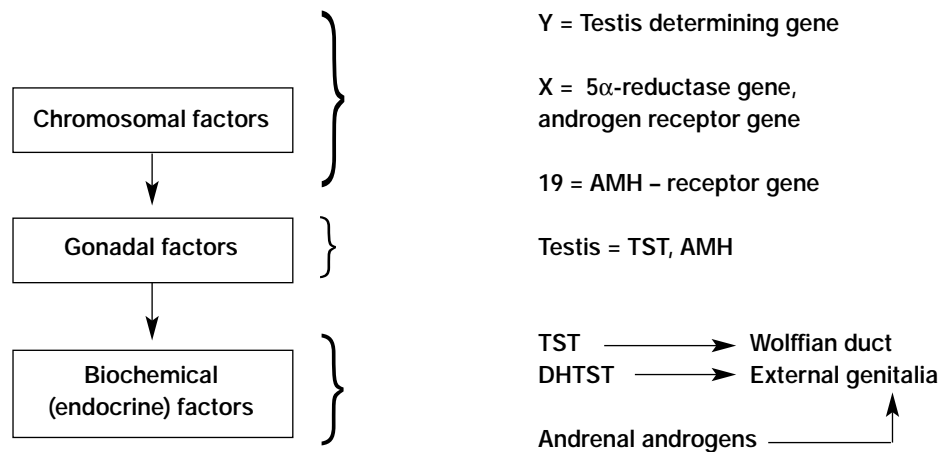 Chromosomal factors
Y = Testis determining gene
X = 5α-reductase gene,
androgen receptor gene
19 = AMH – receptor gene
Gonadal factors
Testis = TST, AMH
Biochemical
(endocrine) factors
TST
Wolffian duct
DHTST
External genitalia
Andrenal androgens